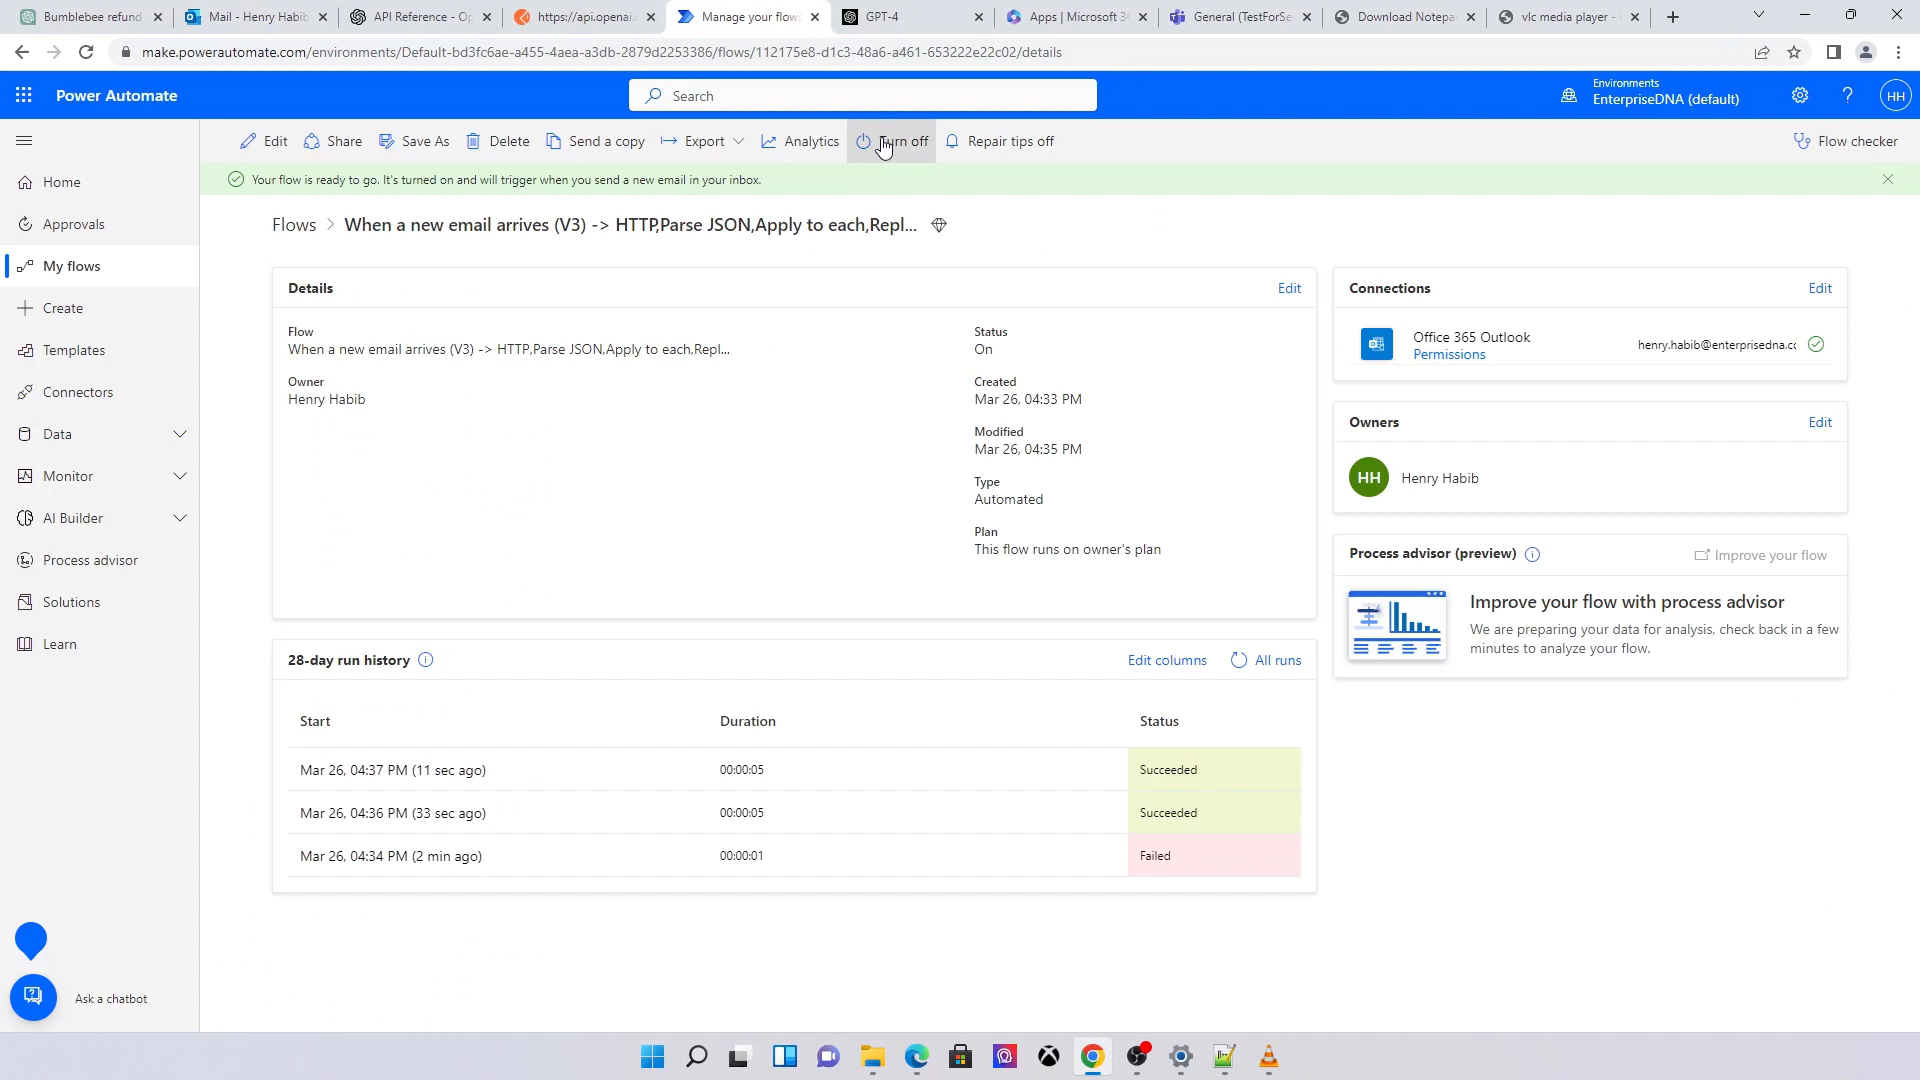 Bumblebee refund
Mail - Henry Habib
API Reference - Op
https://api.openai.c
Manage your flows
GPT-4
Apps | Microsoft 36
General (TestForSe
Download Notepa
vlc media player -
make.powerautomate.com/environments/Default-bd3fc6ae-a455-4aea-a3db-2879d2253386/flows/112175e8-d1c3-48a6-a461-653222e22c02/details
Power Automate
Search
Environments
EnterpriseDNA (default)
HH
Edit
Share
Save As
Delete
Send a copy
Export
Analytics
Turn off
Repair tips off
Flow checker
Your flow is ready to go. It's turned on and will trigger when you send a new email in your inbox.
Home
Approvals
My flows
Create
Templates
Connectors
Data
Monitor
AI Builder
Process advisor
Solutions
Learn
Ask a chatbot
Flows > When a new email arrives (V3) -> HTTP,Parse JSON,Apply to each,Repl...
Details
Edit
Flow
When a new email arrives (V3) -> HTTP,Parse JSON,Apply to each,Repl...
Owner
Henry Habib
Status
On
Created
Mar 26, 04:33 PM
Modified
Mar 26, 04:35 PM
Type
Automated
Plan
This flow runs on owner's plan
28-day run history
Edit columns
All runs
Start Duration Status
Mar 26, 04:37 PM (11 sec ago) 00:00:05 Succeeded
Mar 26, 04:36 PM (33 sec ago) 00:00:05 Succeeded
Mar 26, 04:34 PM (2 min ago) 00:00:01 Failed
Connections
Edit
Office 365 Outlook
Permissions
henry.habib@enterprisedna.cc
Owners
Edit
HH
Henry Habib
Process advisor (preview)
Improve your flow
Improve your flow with process advisor
We are preparing your data for analysis, check back in a few
minutes to analyze your flow.